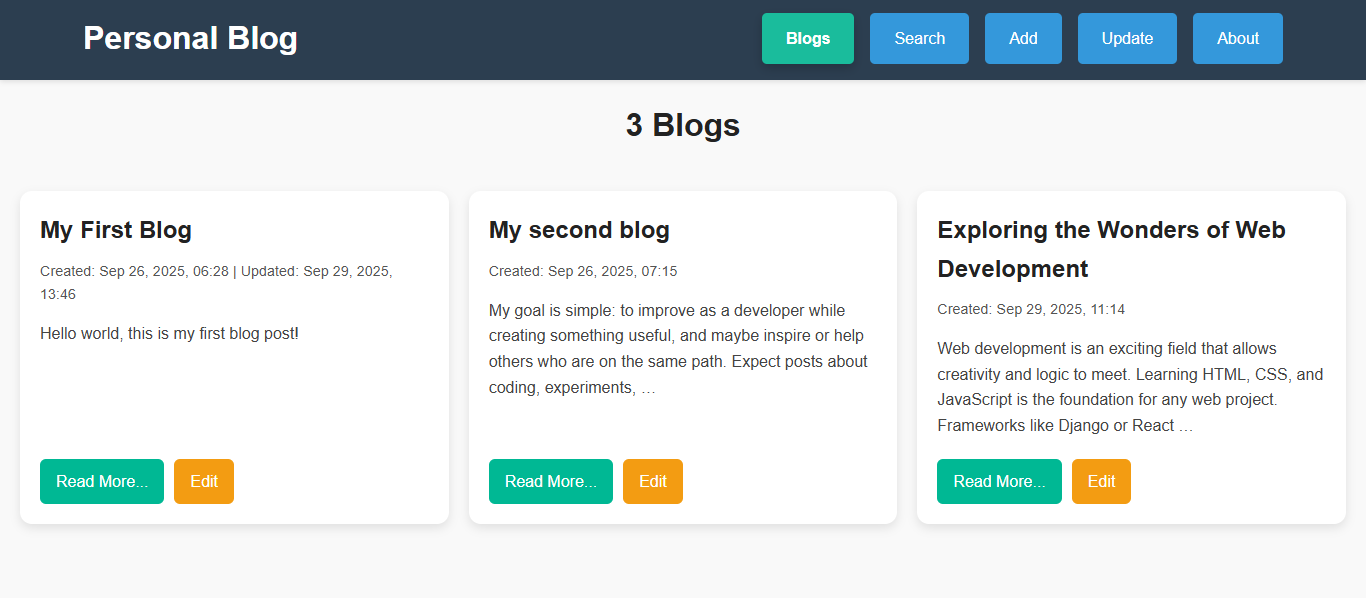 Personal Blog
Blogs
Search
Add
Update
About
3 Blogs
My First Blog
Created: Sep 26, 2025, 06:28 | Updated: Sep 29, 2025,
13:46
Hello world, this is my first blog post!
Read More...
Edit
My second blog
Created: Sep 26, 2025, 07:15
My goal is simple: to improve as a developer while
creating something useful, and maybe inspire or help
others who are on the same path. Expect posts about
coding, experiments, …
Read More...
Edit
Exploring the Wonders of Web
Development
Created: Sep 29, 2025, 11:14
Web development is an exciting field that allows
creativity and logic to meet. Learning HTML, CSS, and
JavaScript is the foundation for any web project.
Frameworks like Django or React …
Read More...
Edit